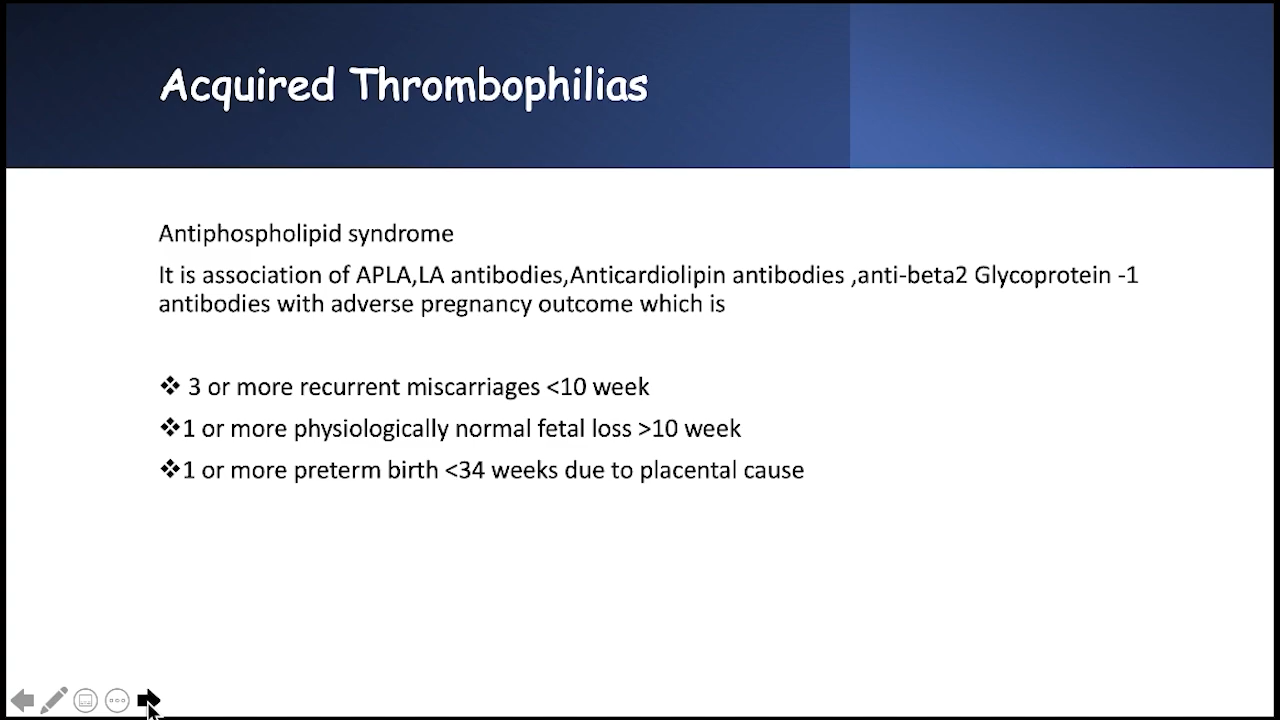 Acquired Thrombophilias
Antiphospholipid syndrome
It is association of APLA,LA antibodies,Anticardiolipin antibodies ,anti-beta2 Glycoprotein -1
antibodies with adverse pregnancy outcome which is
❖ 3 or more recurrent miscarriages <10 week
❖1 or more physiologically normal fetal loss >10 week
❖1 or more preterm birth <34 weeks due to placental cause